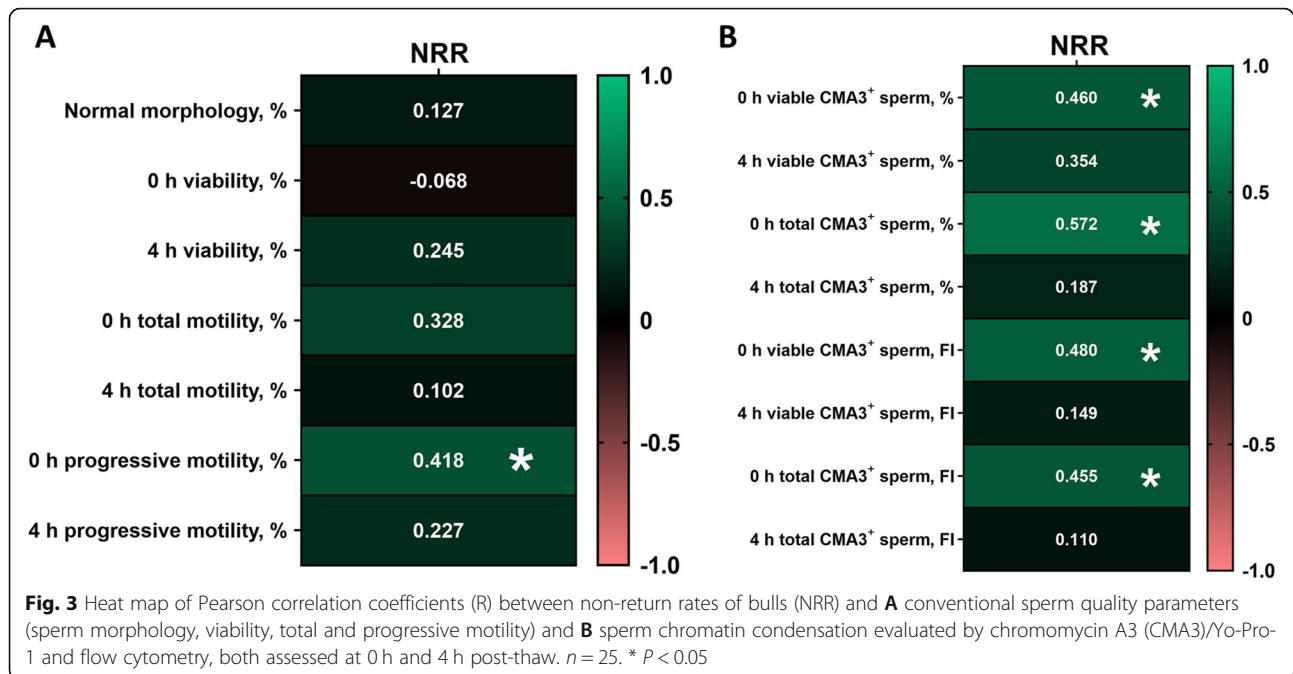 A
NRR
Normal morphology, %
0.127
0 h viability, %
-0.068
4 h viability, %
0.245
0 h total motility, %
0.328
4 h total motility, %
0.102
0 h progressive motility, %
0.418 *
4 h progressive motility, %
0.227
1.0
0.5
0
-0.5
-1.0
B
NRR
0 h viable CMA3⁺ sperm, %
0.460 *
4 h viable CMA3⁺ sperm, %
0.354
0 h total CMA3⁺ sperm, %
0.572 *
4 h total CMA3⁺ sperm, %
0.187
0 h viable CMA3⁺ sperm, FI
0.480 *
4 h viable CMA3⁺ sperm, FI
0.149
0 h total CMA3⁺ sperm, FI
0.455 *
4 h total CMA3⁺ sperm, FI
0.110
1.0
0.5
0
-0.5
-1.0
Fig. 3 Heat map of Pearson correlation coefficients (R) between non-return rates of bulls (NRR) and A conventional sperm quality parameters
(sperm morphology, viability, total and progressive motility) and B sperm chromatin condensation evaluated by chromomycin A3 (CMA3)/Yo-Pro-
1 and flow cytometry, both assessed at 0 h and 4 h post-thaw. n = 25. * P < 0.05